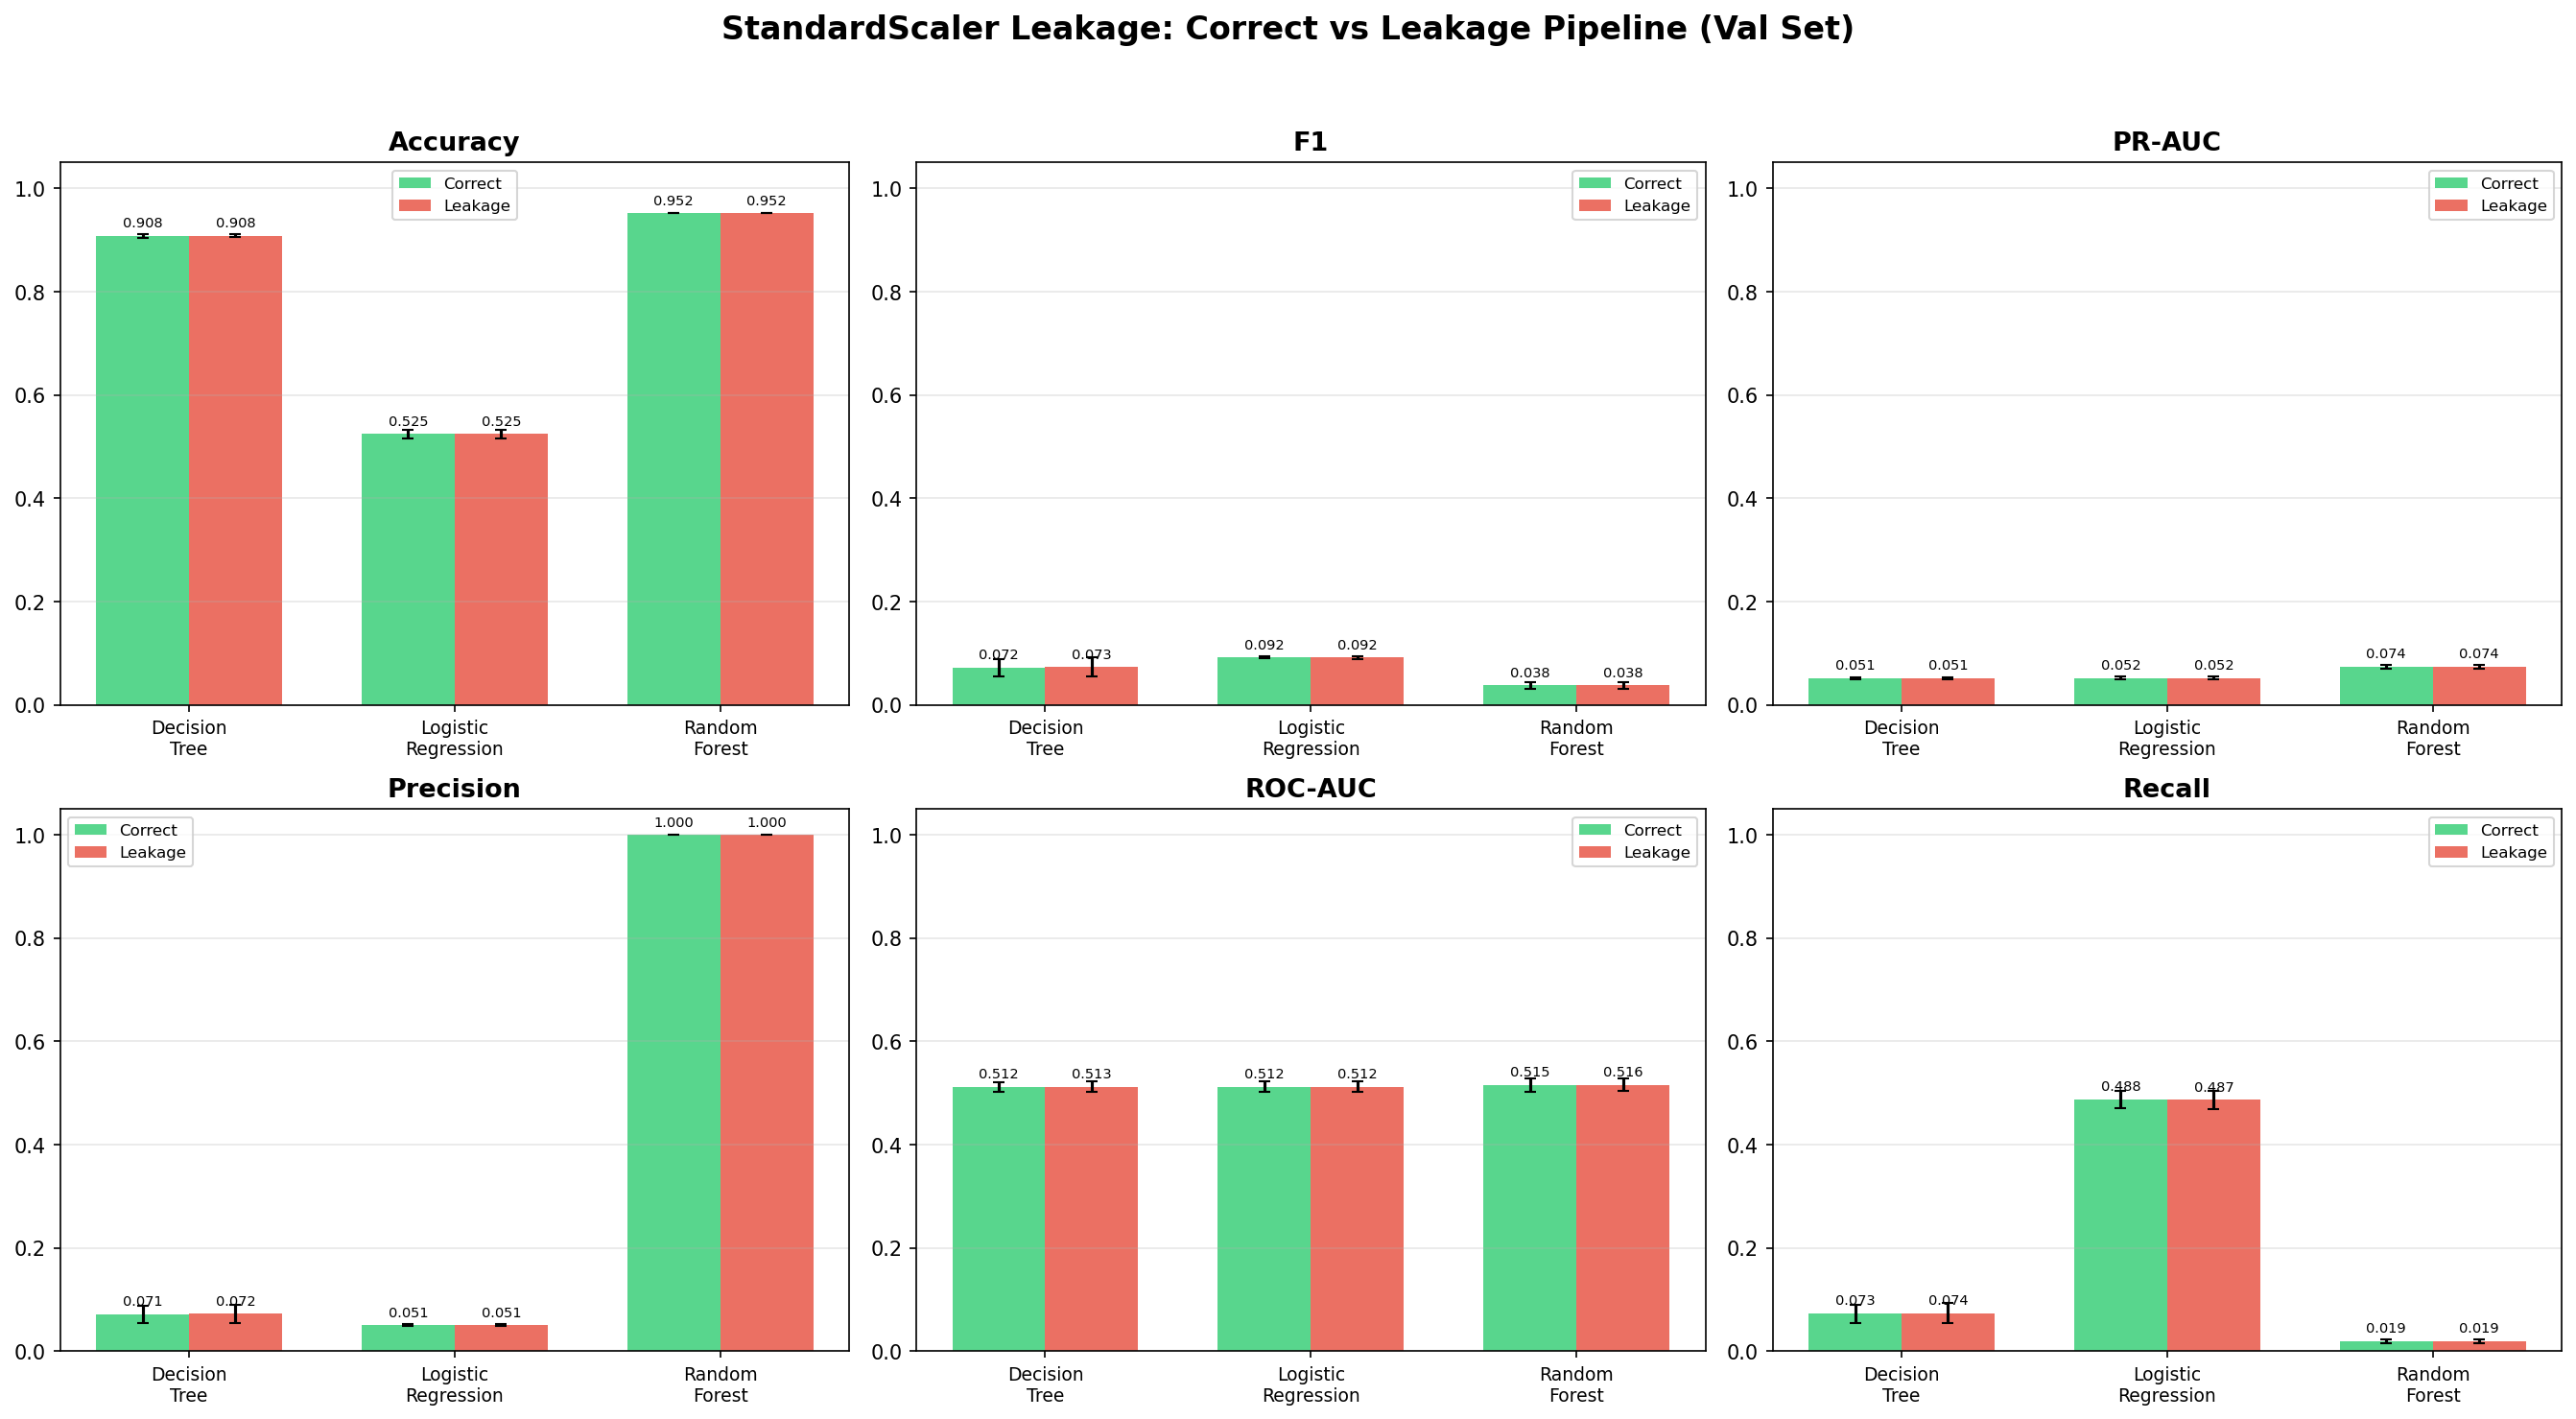 StandardScaler Leakage: Correct vs Leakage Pipeline (Val Set)
Accuracy
1.0
0.8
0.6
0.4
0.2
0.0
Correct
Leakage
0.908
0.908
0.525
0.525
0.952
0.952
Decision
Tree
Logistic
Regression
Random
Forest
F1
1.0
0.8
0.6
0.4
0.2
0.0
Correct
Leakage
0.072
0.073
0.092
0.092
0.038
0.038
Decision
Tree
Logistic
Regression
Random
Forest
PR-AUC
1.0
0.8
0.6
0.4
0.2
0.0
Correct
Leakage
0.051
0.051
0.052
0.052
0.074
0.074
Decision
Tree
Logistic
Regression
Random
Forest
Precision
1.0
0.8
0.6
0.4
0.2
0.0
Correct
Leakage
0.071
0.072
0.051
0.051
1.000
1.000
Decision
Tree
Logistic
Regression
Random
Forest
ROC-AUC
1.0
0.8
0.6
0.4
0.2
0.0
Correct
Leakage
0.512
0.513
0.512
0.512
0.515
0.516
Decision
Tree
Logistic
Regression
Random
Forest
Recall
1.0
0.8
0.6
0.4
0.2
0.0
Correct
Leakage
0.073
0.074
0.488
0.487
0.019
0.019
Decision
Tree
Logistic
Regression
Random
Forest